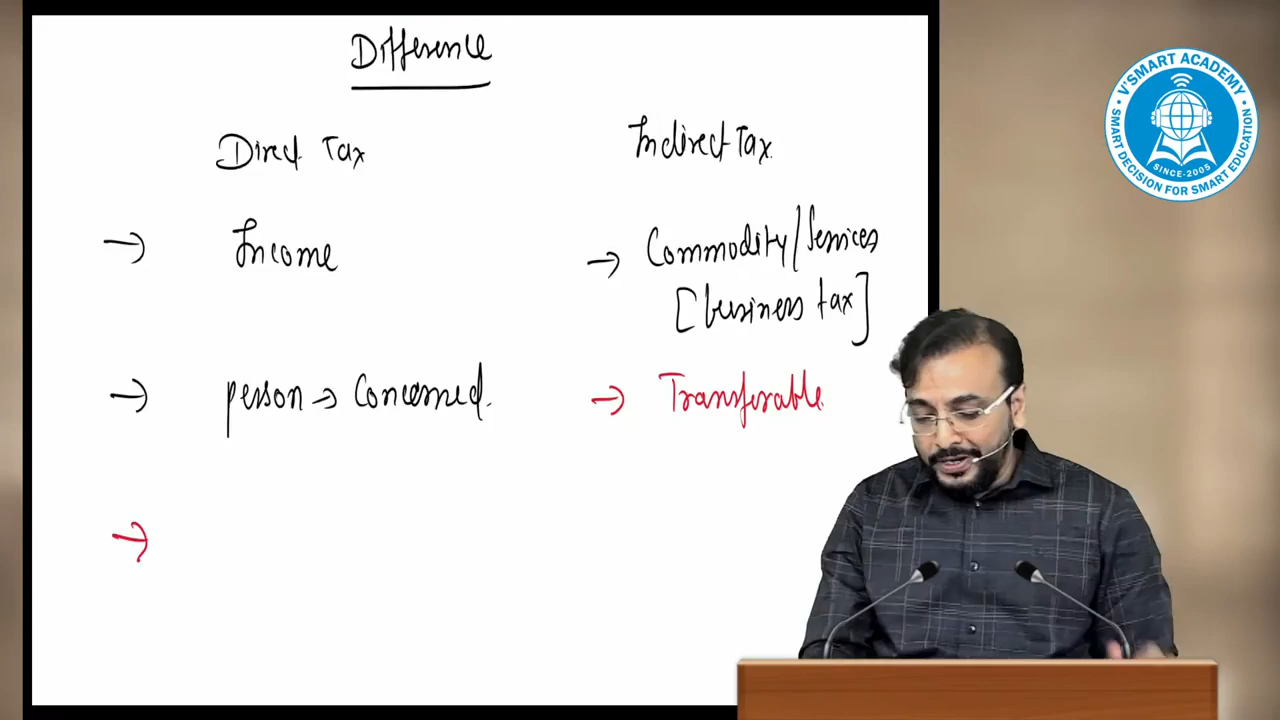 Difference
Direct Tax
Indirect Tax
→ Income
→ Commodity/Services
[business tax]
→ person → Concerned.
→ Transferable
→
V'SMART ACADEMY
SINCE-2005
SMART DECISION FOR SMART EDUCATION